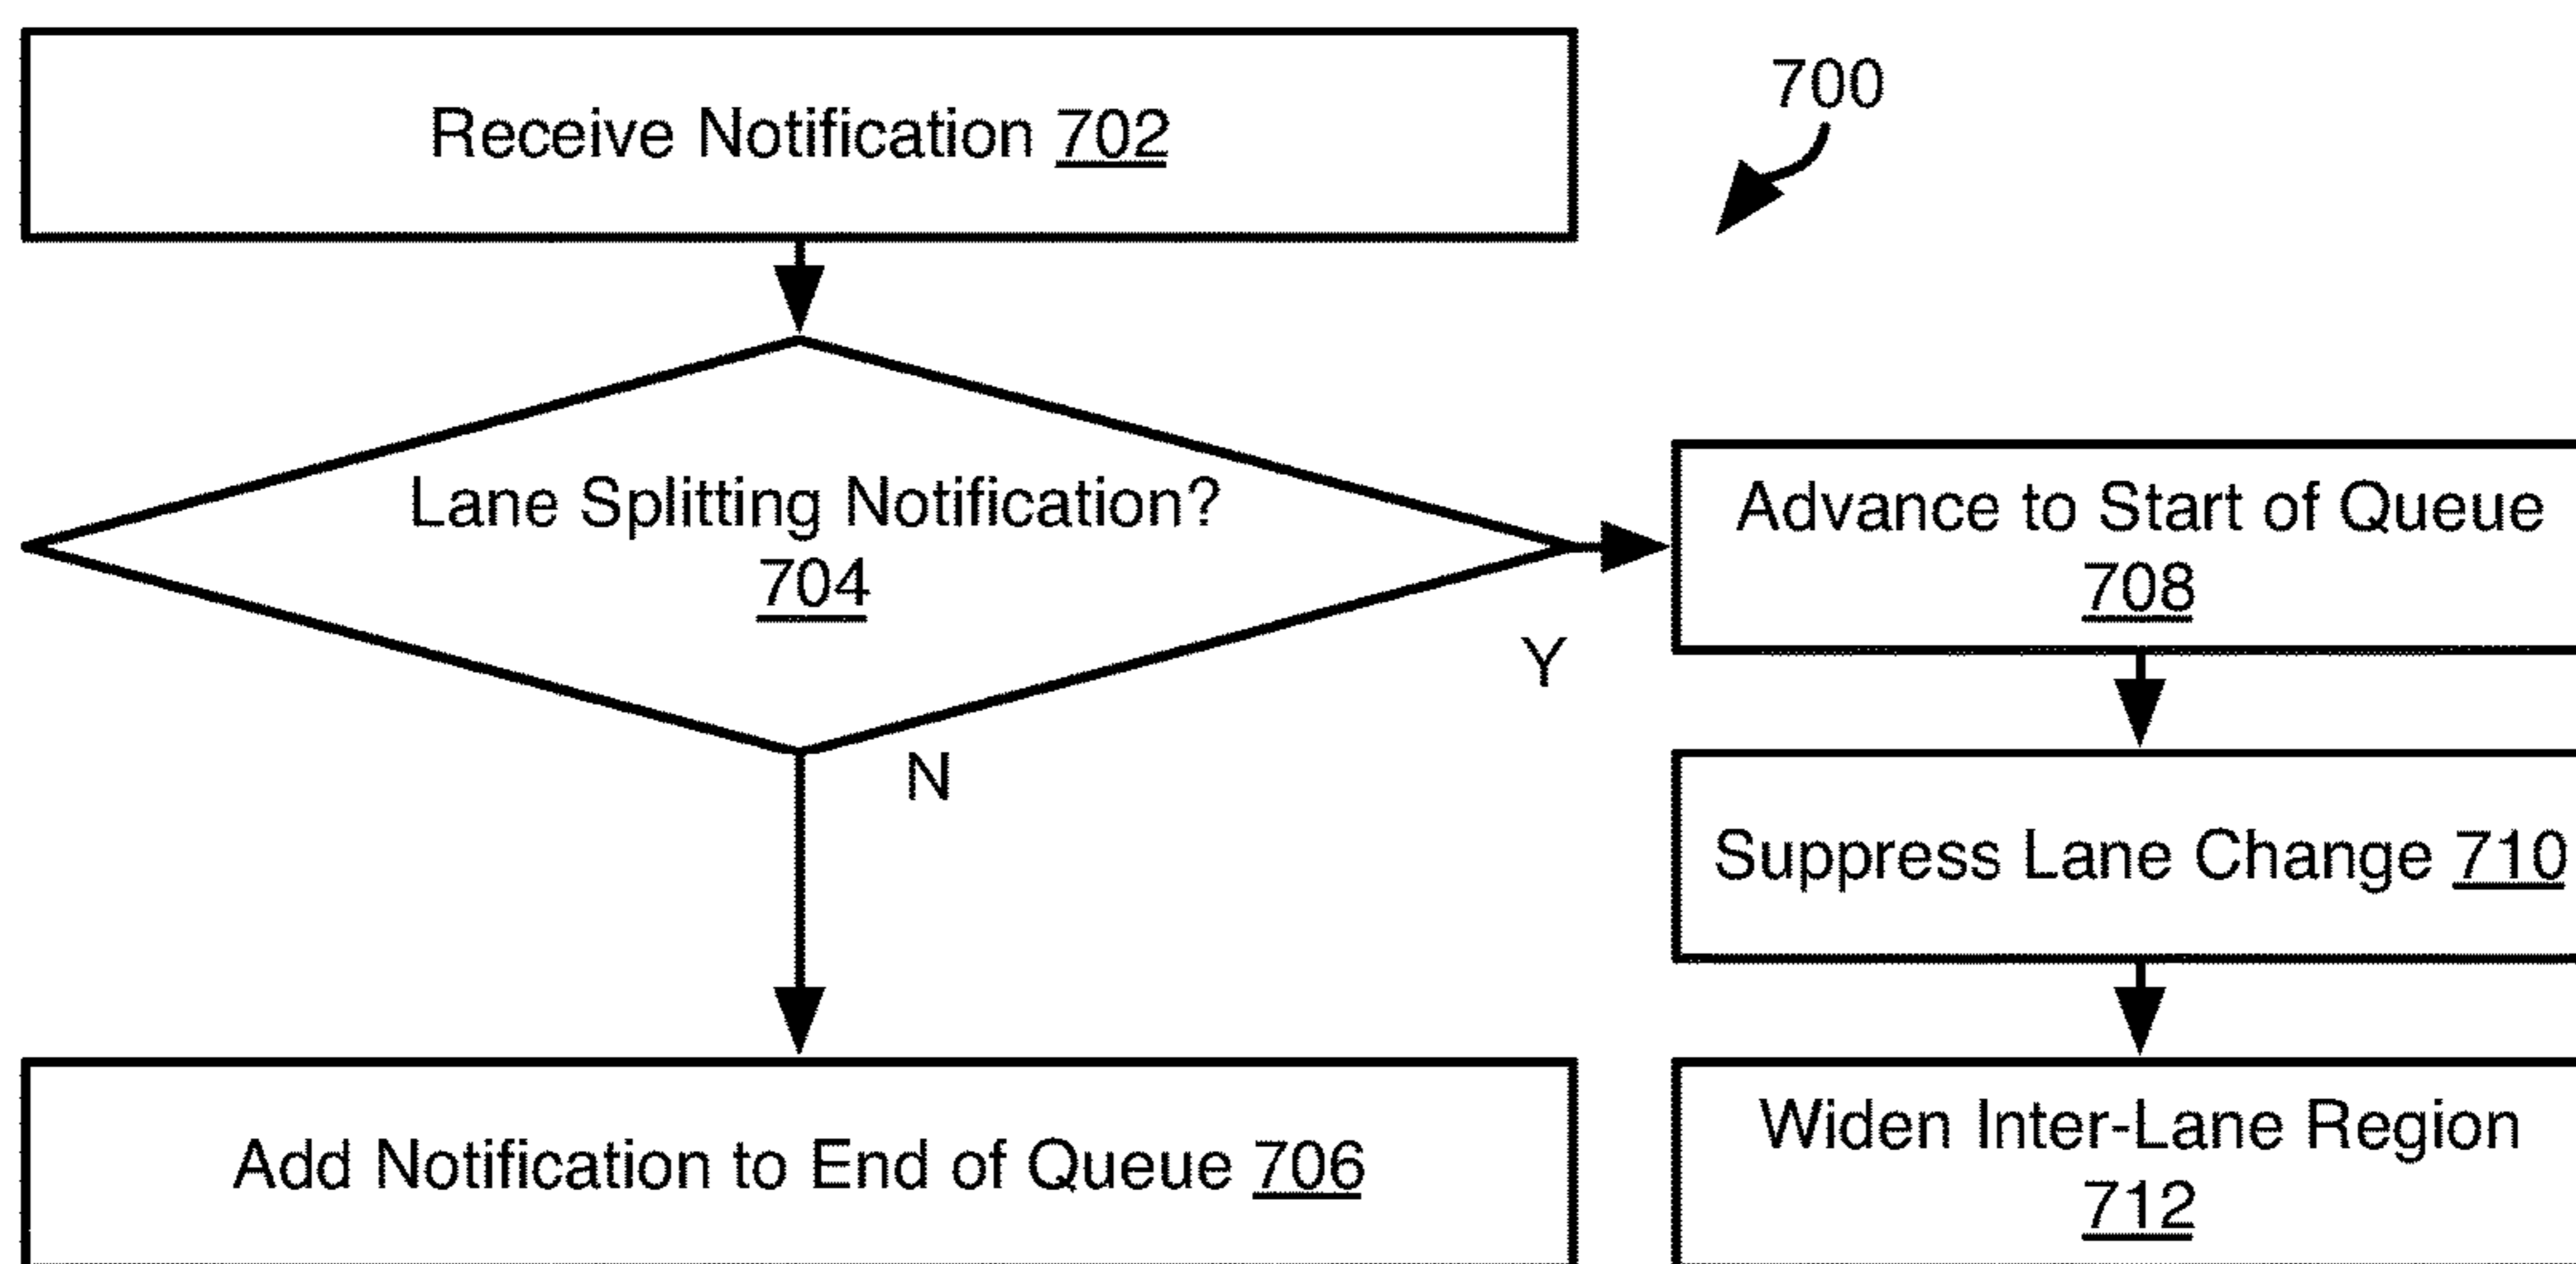 Receive Notification 702
700
Lane Splitting Notification?
704
Y
N
Advance to Start of Queue
708
Suppress Lane Change 710
Add Notification to End of Queue 706
Widen Inter-Lane Region
712